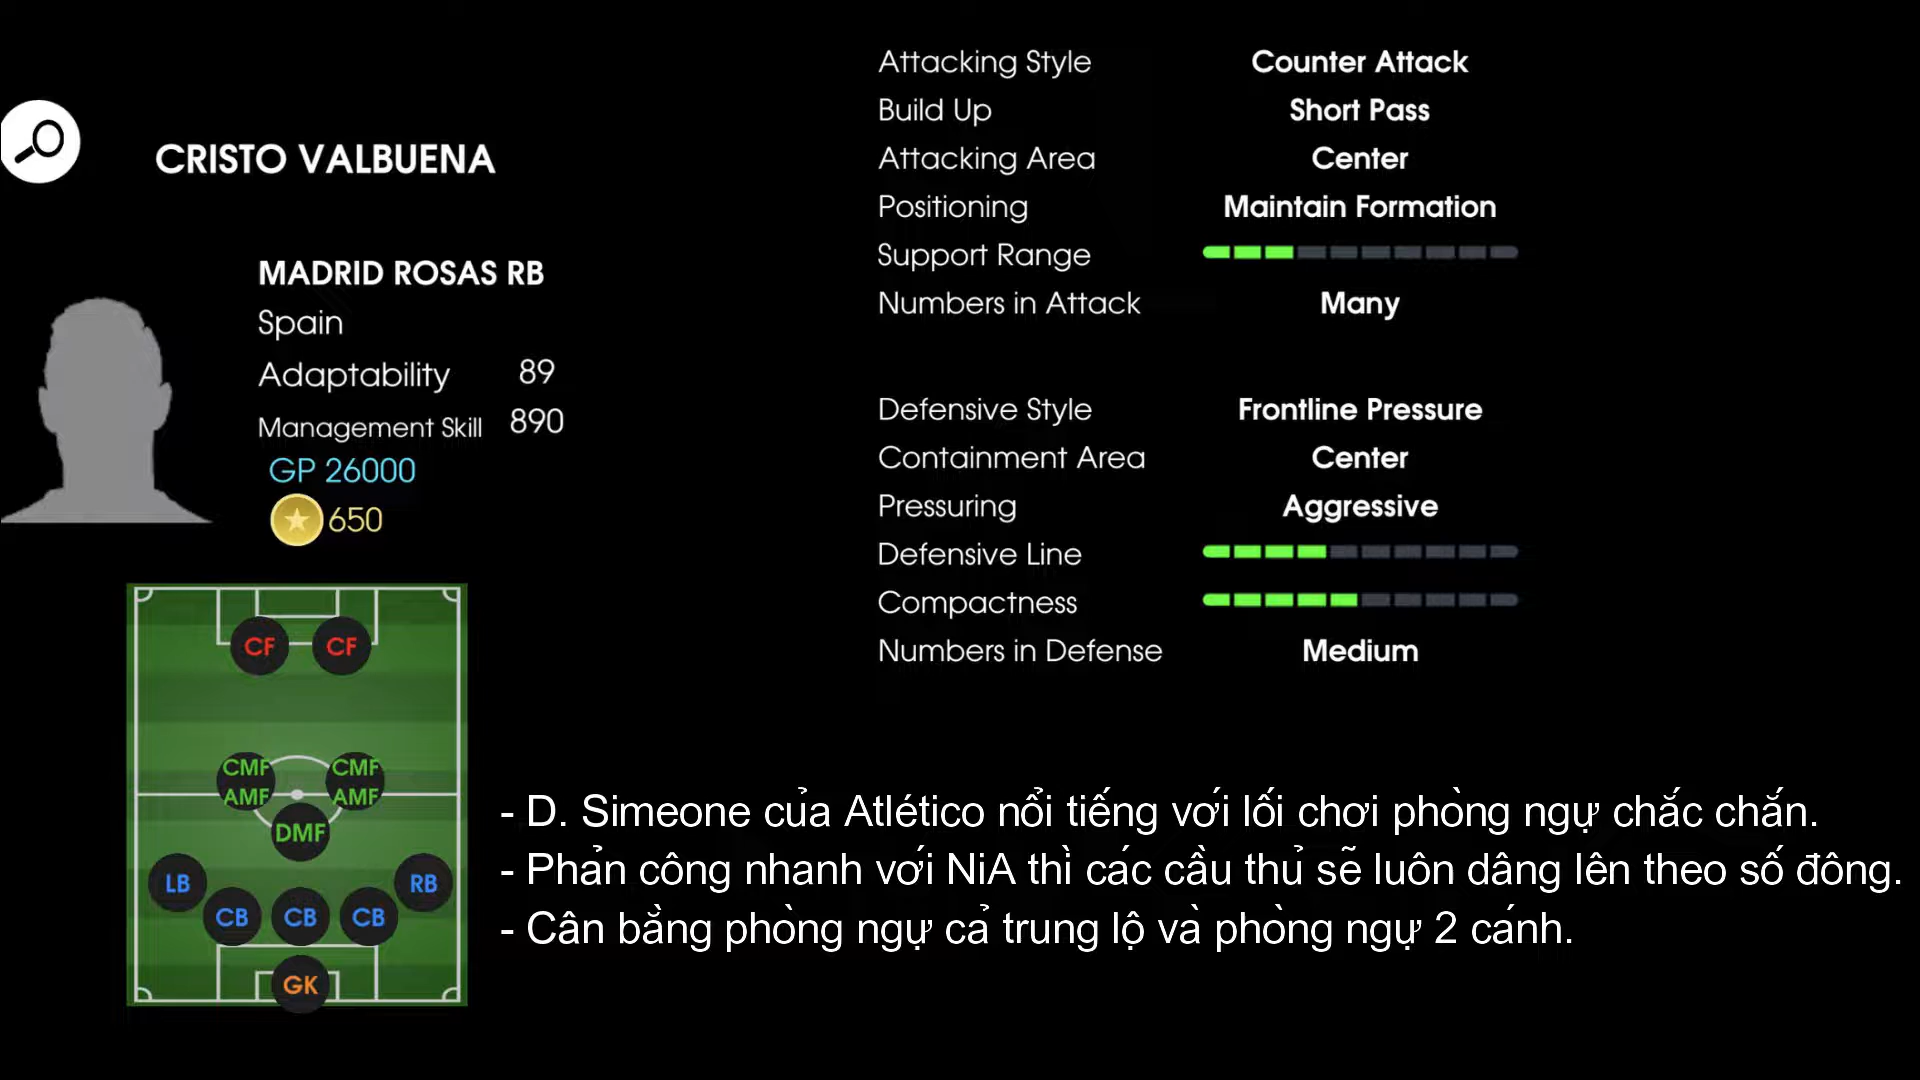 CRISTO VALBUENA
MADRID ROSAS RB
Spain
Adaptability 89
Management Skill 890
GP 26000
650
Attacking Style Counter Attack
Build Up Short Pass
Attacking Area Center
Positioning Maintain Formation
Support Range
Numbers in Attack Many
Defensive Style Frontline Pressure
Containment Area Center
Pressuring Aggressive
Defensive Line
Compactness
Numbers in Defense Medium
CF CF
CMF CMF
AMF AMF
DMF
LB RB
CB CB CB
GK
- D. Simeone của Atlético nổi tiếng với lối chơi phòng ngự chắc chắn.
- Phản công nhanh với NiA thì các cầu thủ sẽ luôn dâng lên theo số đông.
- Cân bằng phòng ngự cả trung lộ và phòng ngự 2 cánh.